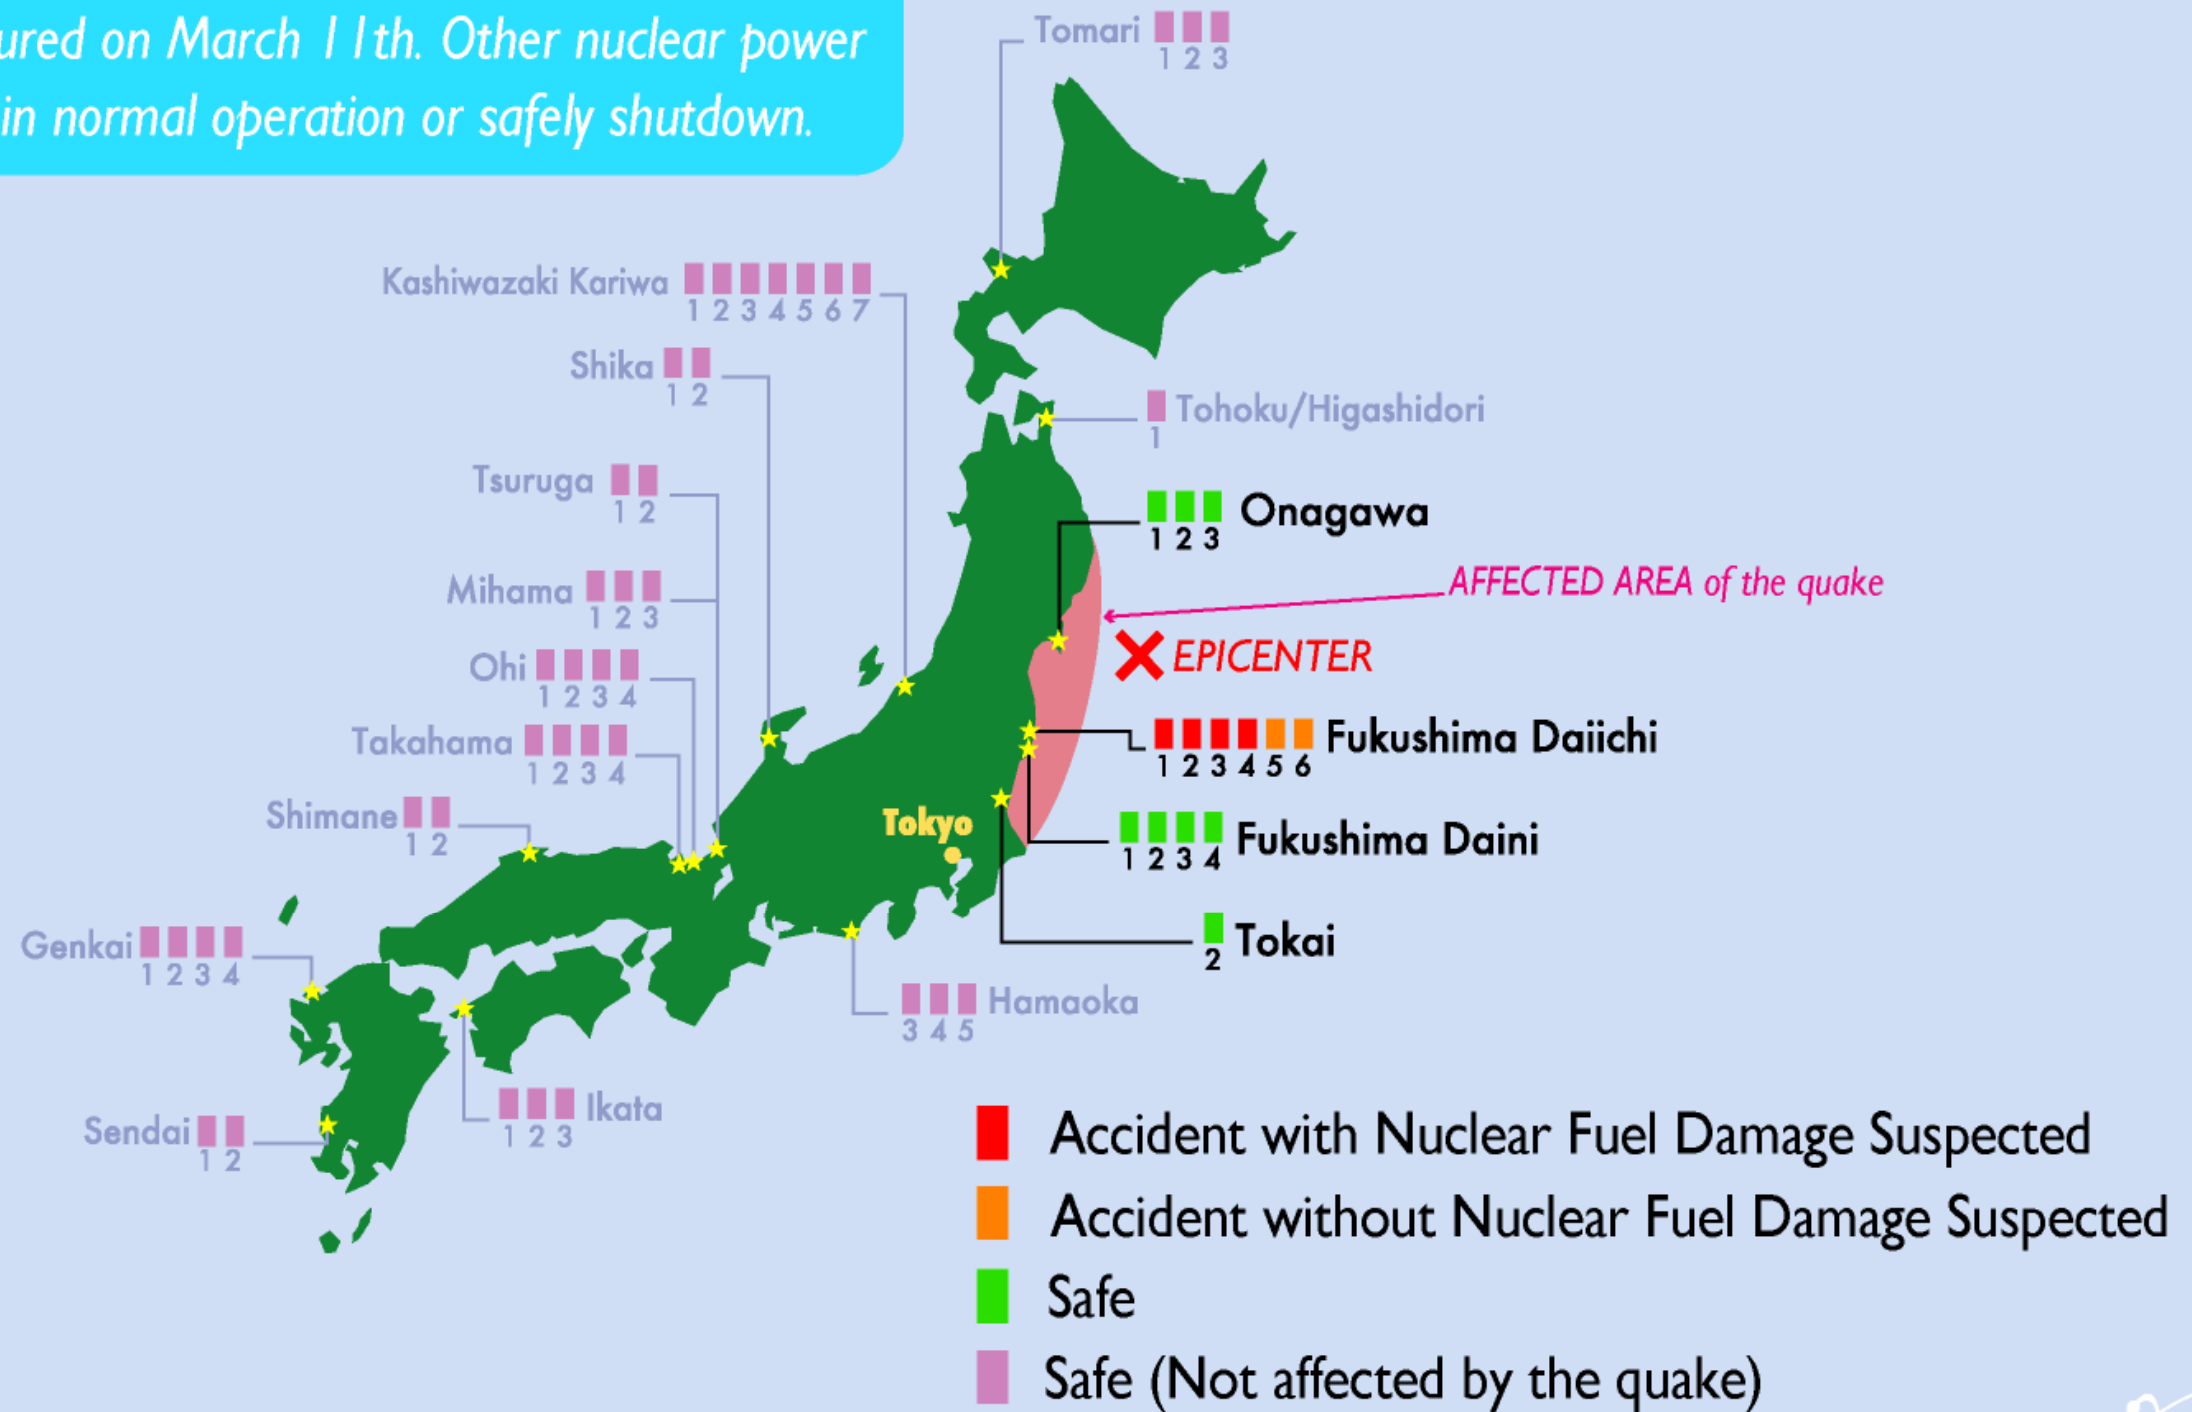 ured on March 11th. Other nuclear power
in normal operation or safely shutdown.
Tomari
1 2 3
Kashiwazaki Kariwa
1 2 3 4 5 6 7
Shika
1 2
Tohoku/Higashidori
1
Tsuruga
1 2
Onagawa
1 2 3
Mihama
1 2 3
AFFECTED AREA of the quake
Ohi
1 2 3 4
EPICENTER
Takahama
1 2 3 4
Fukushima Daiichi
1 2 3 4 5 6
Shimane
1 2
Tokyo
Fukushima Daini
1 2 3 4
Genkai
1 2 3 4
Tokai
2
Hamaoka
3 4 5
Ikata
1 2 3
Sendai
1 2
Accident with Nuclear Fuel Damage Suspected
Accident without Nuclear Fuel Damage Suspected
Safe
Safe (Not affected by the quake)